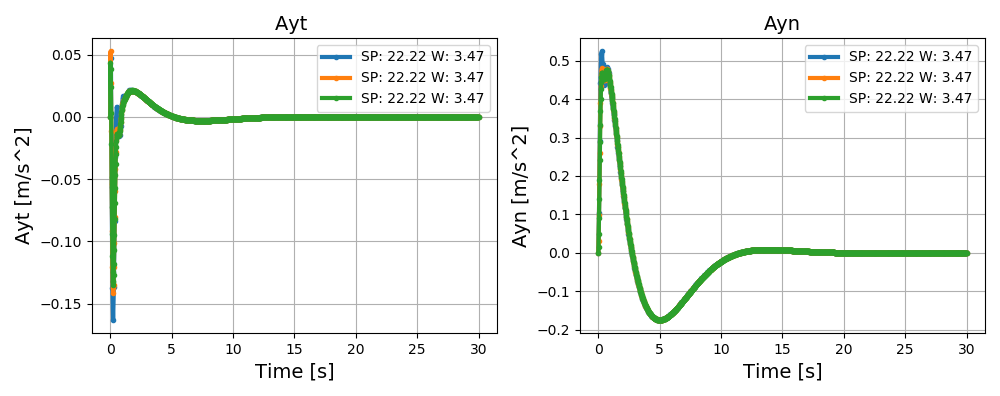 Ayt
SP: 22.22 W: 3.47
SP: 22.22 W: 3.47
SP: 22.22 W: 3.47
0.05
0.00
−0.05
−0.10
−0.15
Ayt [m/s^2]
0 5 10 15 20 25 30
Time [s]
Ayn
SP: 22.22 W: 3.47
SP: 22.22 W: 3.47
SP: 22.22 W: 3.47
0.5
0.4
0.3
0.2
0.1
0.0
−0.1
−0.2
Ayn [m/s^2]
0 5 10 15 20 25 30
Time [s]